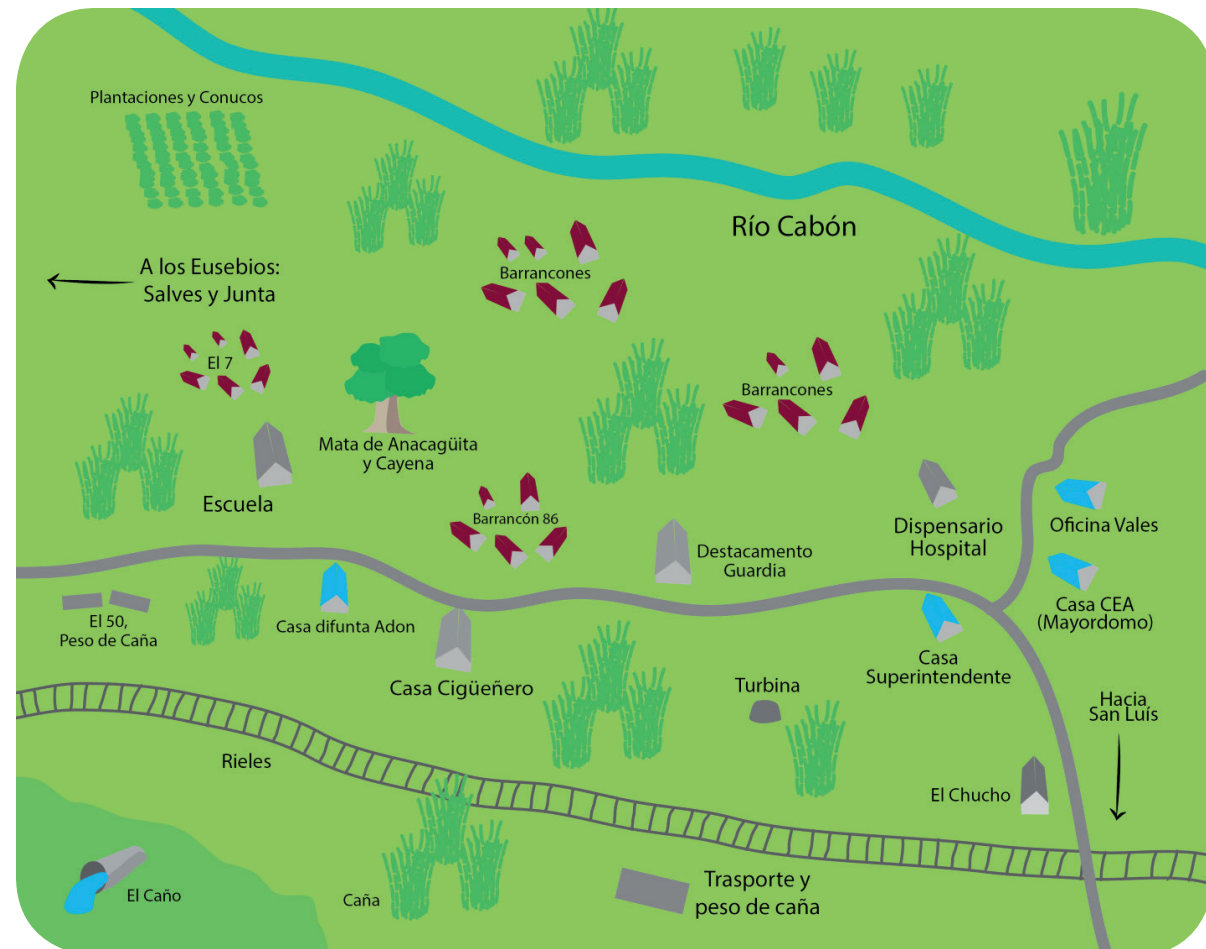 Plantaciones y Conucos
Río Cabón
A los Eusebios:
Salves y Junta
Barrancones
El 7
Barrancones
Mata de Anacagüita
y Cayena
Escuela
Barrancón 86
Destacamento
Guardia
Dispensario
Hospital
Oficina Vales
Casa CEA
(Mayordomo)
El 50,
Peso de Caña
Casa difunta Adon
Casa Cigüeñero
Casa
Superintendente
Turbina
Hacia
San Luís
Rieles
El Chucho
El Caño
Caña
Trasporte y
peso de caña